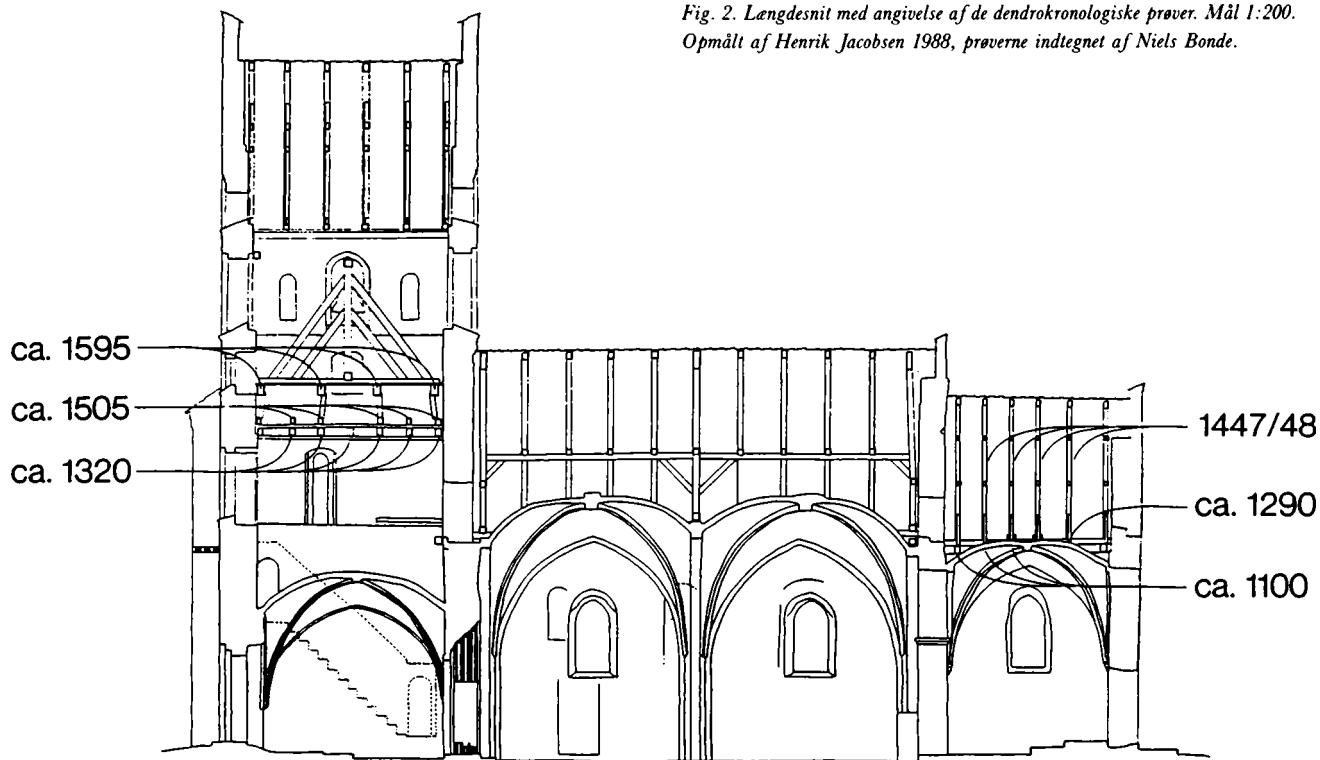 Fig. 2. Længdesnit med angivelse af de dendrokronologiske prøver. Mål 1:200.
Opmålt af Henrik Jacobsen 1988, prøverne indtegnet af Niels Bonde.
ca. 1595
ca. 1505
ca. 1320
1447/48
ca. 1290
ca. 1100